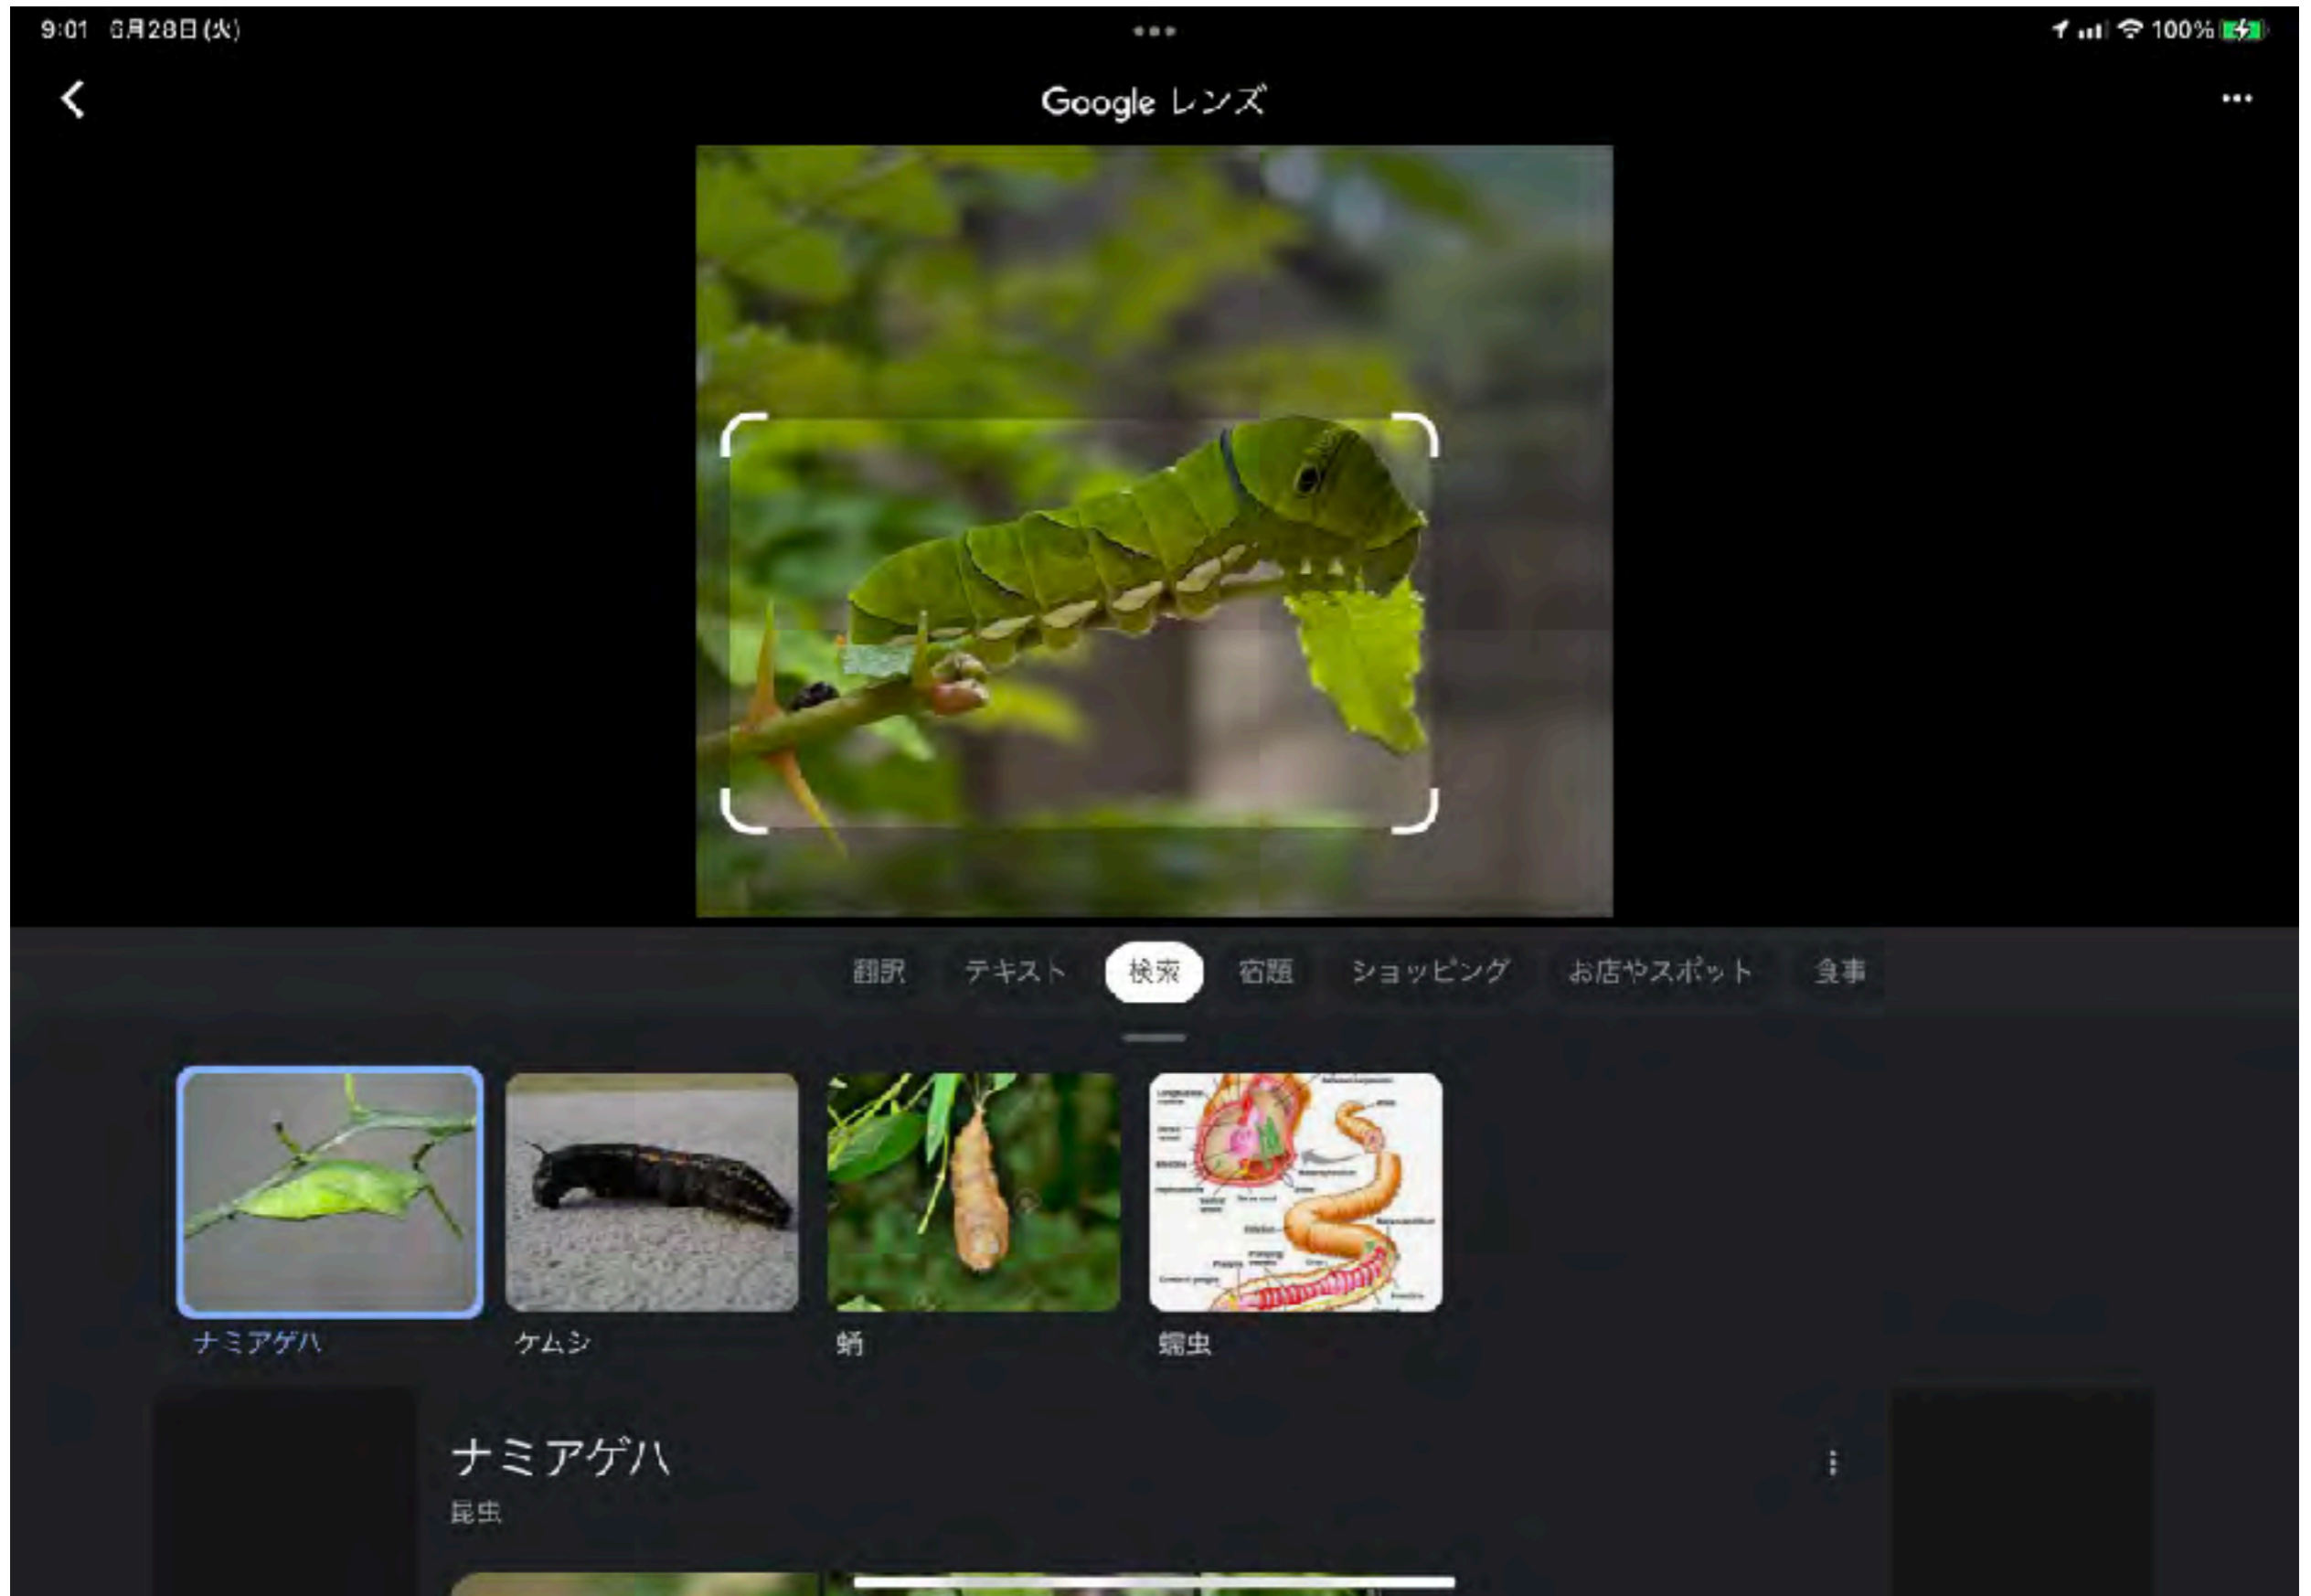 9:01 6月28日(火)
100%
Google レンズ
翻訳 テキスト 検索 宿題 ショッピング お店やスポット 食事
ナミアゲハ ケムシ 蛹 蠕虫
ナミアゲハ
昆虫